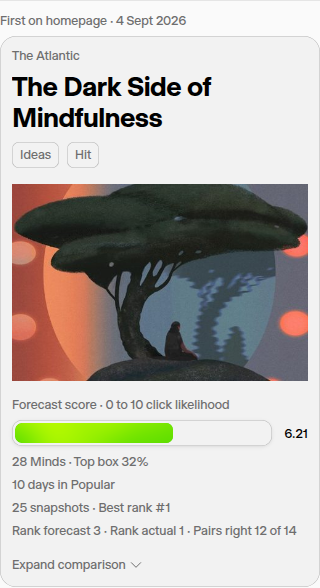 First on homepage · 4 Sept 2026
The Atlantic
The Dark Side of
Mindfulness
Ideas
Hit
Forecast score · 0 to 10 click likelihood
6.21
28 Minds · Top box 32%
10 days in Popular
25 snapshots · Best rank #1
Rank forecast 3 · Rank actual 1 · Pairs right 12 of 14
Expand comparison